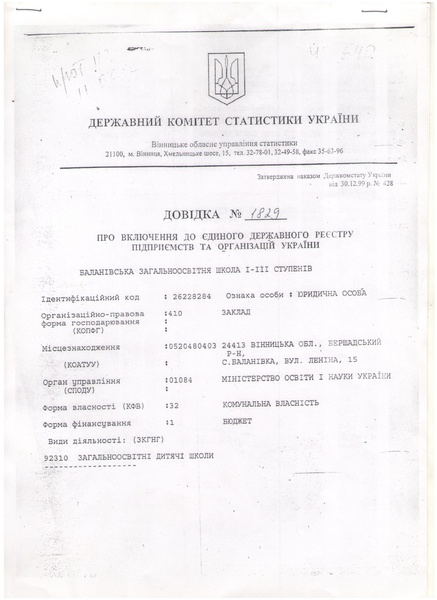 ДЕРЖАВНИЙ КОМІТЕТ СТАТИСТИКИ УКРАЇНИ
Вінницьке обласне управління статистики
21100, м. Вінниця, Хмельницьке шосе, 15, тел. 32-78-01, 32-49-58, факс 35-62-96
Затверджена наказом Держкомстату України
від 30.12.99 р. № 428
ДОВІДКА № 1829
ПРО ВКЛЮЧЕННЯ ДО ЄДИНОГО ДЕРЖАВНОГО РЕЄСТРУ
ПІДПРИЄМСТВ ТА ОРГАНІЗАЦІЙ УКРАЇНИ
БАЛАНІВСЬКА ЗАГАЛЬНООСВІТНЯ ШКОЛА І-ІІІ СТУПЕНІВ
Ідентифікаційний код : 26228284 Ознака особи : ЮРИДИЧНА ОСОБА
Організаційно-правова :410 ЗАКЛАД
форма господарювання :
(КОПФГ) :
Місцезнаходження :0520480403 24413 ВІННИЦЬКА ОБЛ., БЕРШАДСЬКИЙ
Р-Н,
(КОАТУУ) : С.БАЛАНІВКА, ВУЛ. ЛЕНІНА, 15
Орган управління :01084 МІНІСТЕРСТВО ОСВІТИ І НАУКИ УКРАЇНИ
(СПОДУ) :
Форма власності (КФВ) :32 КОМУНАЛЬНА ВЛАСНІСТЬ
Форма фінансування :1 БЮДЖЕТ
Види діяльності: (ЗКГНГ)
92310 ЗАГАЛЬНООСВІТНІ ДИТЯЧІ ШКОЛИ